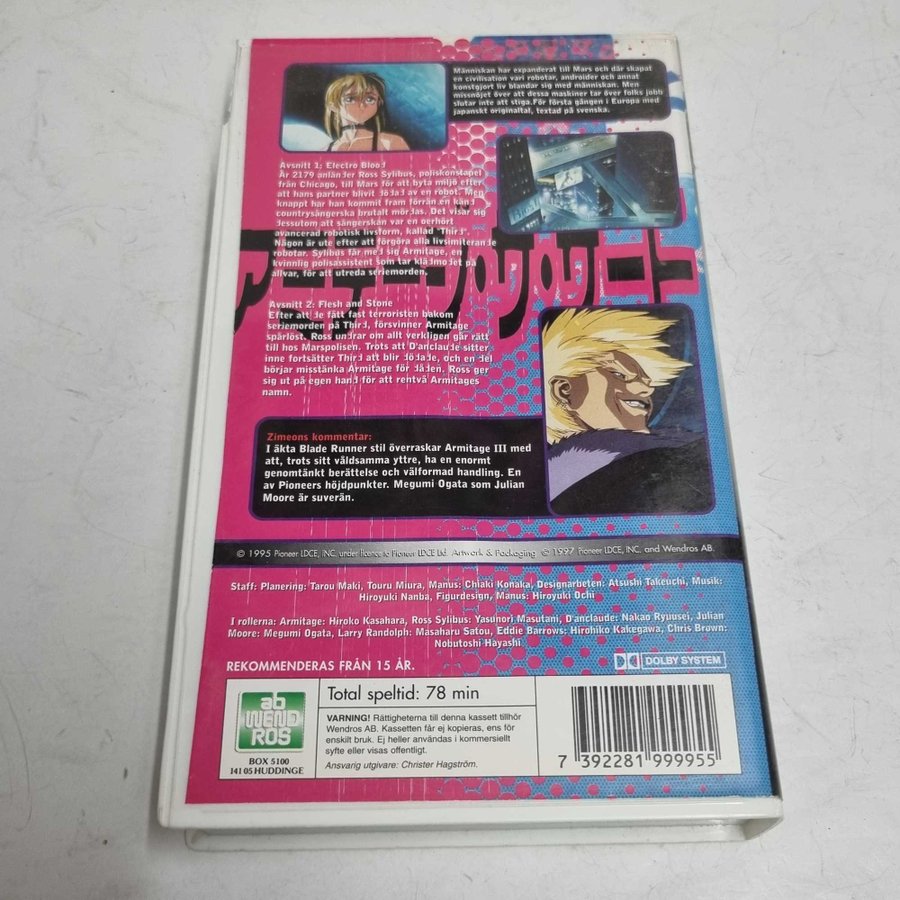 Människan har expanderat till Mars och där skapat
en civilisation vari robotar, androider och annat
konstgjort liv blandar sig med människan. Men
missnöjet över att dessa maskiner tar över folks jobb
slutar inte att stiga.För första gången i Europa med
japanskt originaltal, textad på svenska.
Avsnitt 1: Electro Blood
År 2179 anländer Ross Sylibus, poliskonstapel
från Chicago, till Mars för att byta miljö efter
att hans partner blivit dödad av en robot. Men
knappt har han kommit fram förrän en känd
countrysångerska brutalt mördas. Det visar sig
dessutom att sångerskan var en oerhört
avancerad robotisk livsform, kallad "Third".
Någon är ute efter att förgöra alla livsimiterande
robotar. Sylibus får med sig Armitage, en
kvinnlig polisassistent som tar klädmodet på
allvar, för att utreda seriemorden.
Avsnitt 2: Flesh and Stone
Efter att de fått fast terroristen bakom
seriemorden på Third, försvinner Armitage
spårlöst. Ross undrar om allt verkligen går rätt
till hos Marspolisen. Trots att D'anclaude sitter
inne fortsätter Third att blir dödade, och en del
börjar misstänka Armitage för dåden. Ross ger
sig ut på egen hand för att rentvå Armitages
namn.
Zimeons kommentar:
I äkta Blade Runner stil överraskar Armitage III med
att, trots sitt våldsamma yttre, ha en enormt
genomtänkt berättelse och välformad handling. En
av Pioneers höjdpunkter. Megumi Ogata som Julian
Moore är suverän.
© 1995 Pioneer LDCE, INC. under licence to Pioneer LDCE Ltd. Artwork & Packaging © 1997 Pioneer LDCE, INC. and Wendros AB.
Staff: Planering: Tarou Maki, Touru Miura, Manus: Chiaki Konaka, Designarbeten: Atsushi Takeuchi, Musik:
Hiroyuki Nanba, Figurdesign, Manus: Hiroyuki Ochi
I rollerna: Armitage: Hiroko Kasahara, Ross Sylibus: Yasunori Masutani, D'anclaude: Nakao Ryuusei, Julian
Moore: Megumi Ogata, Larry Randolph: Masaharu Satou, Eddie Barrows: Hirohiko Kakegawa, Chris Brown:
Nobutoshi Hayashi
REKOMMENDERAS FRÅN 15 ÅR.
DOLBY SYSTEM
ab
WEND
ROS
BOX 5100
141 05 HUDDINGE
Total speltid: 78 min
VARNING! Rättigheterna till denna kassett tillhör
Wendros AB. Kassetten får ej kopieras, ens för
enskilt bruk. Ej heller användas i kommersiellt
syfte eller visas offentligt.
Ansvarig utgivare: Christer Hagström.
7 392281 999955